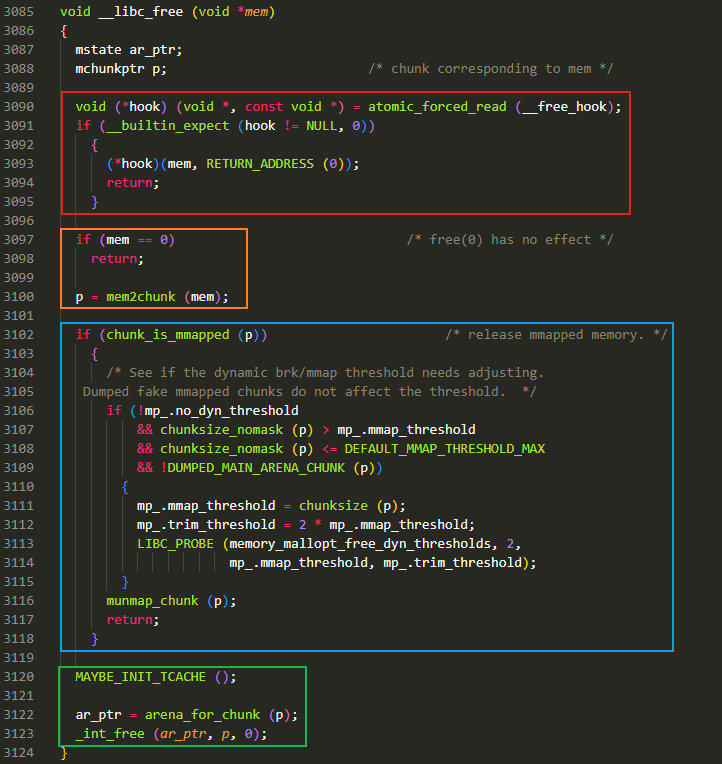 3085 void __libc_free (void *mem)
3086 {
3087   mstate ar_ptr;
3088   mchunkptr p;                          /* chunk corresponding to mem */
3089
3090   void (*hook) (void *, const void *) = atomic_forced_read (__free_hook);
3091   if (__builtin_expect (hook != NULL, 0))
3092     {
3093       (*hook)(mem, RETURN_ADDRESS (0));
3094       return;
3095     }
3096
3097   if (mem == 0)                              /* free(0) has no effect */
3098     return;
3099
3100   p = mem2chunk (mem);
3101
3102   if (chunk_is_mmapped (p))                       /* release mmapped memory. */
3103     {
3104       /* See if the dynamic brk/mmap threshold needs adjusting.
3105    Dumped fake mmapped chunks do not affect the threshold.  */
3106       if (!mp_.no_dyn_threshold
3107           && chunksize_nomask (p) > mp_.mmap_threshold
3108           && chunksize_nomask (p) <= DEFAULT_MMAP_THRESHOLD_MAX
3109           && !DUMPED_MAIN_ARENA_CHUNK (p))
3110         {
3111           mp_.mmap_threshold = chunksize (p);
3112           mp_.trim_threshold = 2 * mp_.mmap_threshold;
3113           LIBC_PROBE (memory_mallopt_free_dyn_thresholds, 2,
3114                       mp_.mmap_threshold, mp_.trim_threshold);
3115         }
3116       munmap_chunk (p);
3117       return;
3118     }
3119
3120   MAYBE_INIT_TCACHE ();
3121
3122   ar_ptr = arena_for_chunk (p);
3123   _int_free (ar_ptr, p, 0);
3124 }